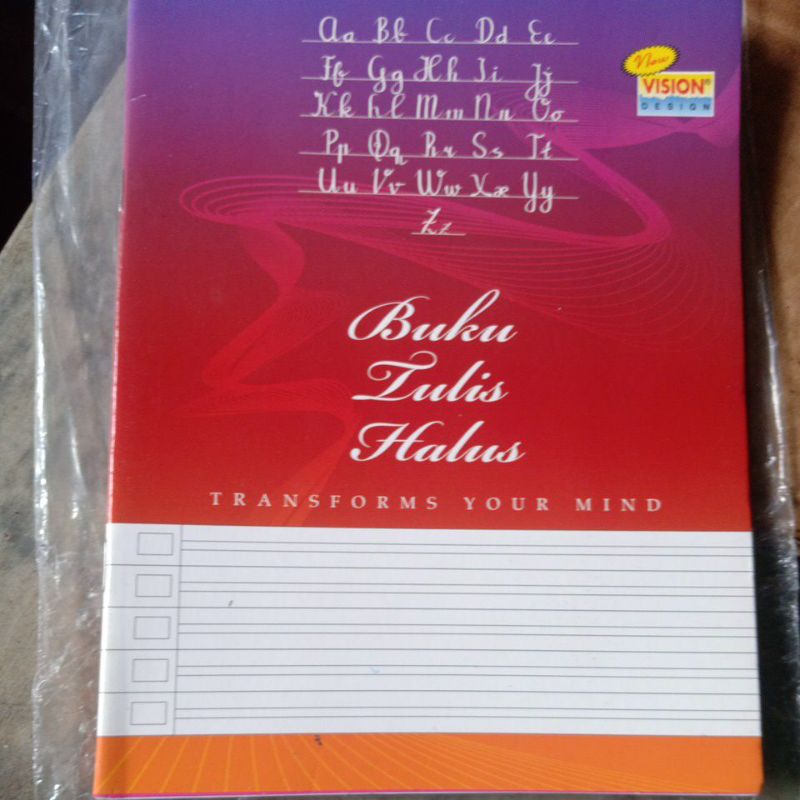 Aa Bb Cc Dd Ee
Ff Gg Hh Ii Jj
Kk Ll Mm Nn Oo
Pp Qq Rr Ss Tt
Uu Vv Ww Xx Yy
Zz
New
VISION®
DESIGN
Buku
Tulis
Halus
TRANSFORMS YOUR MIND